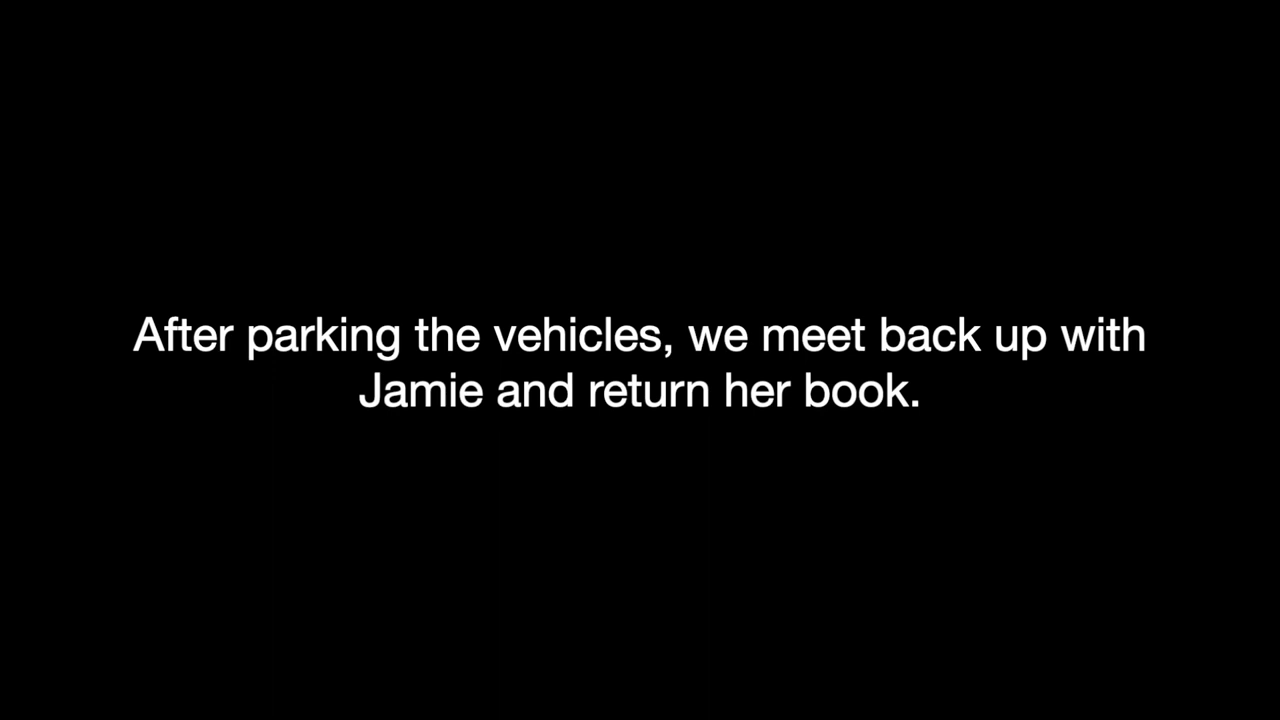 After parking the vehicles, we meet back up with
Jamie and return her book.